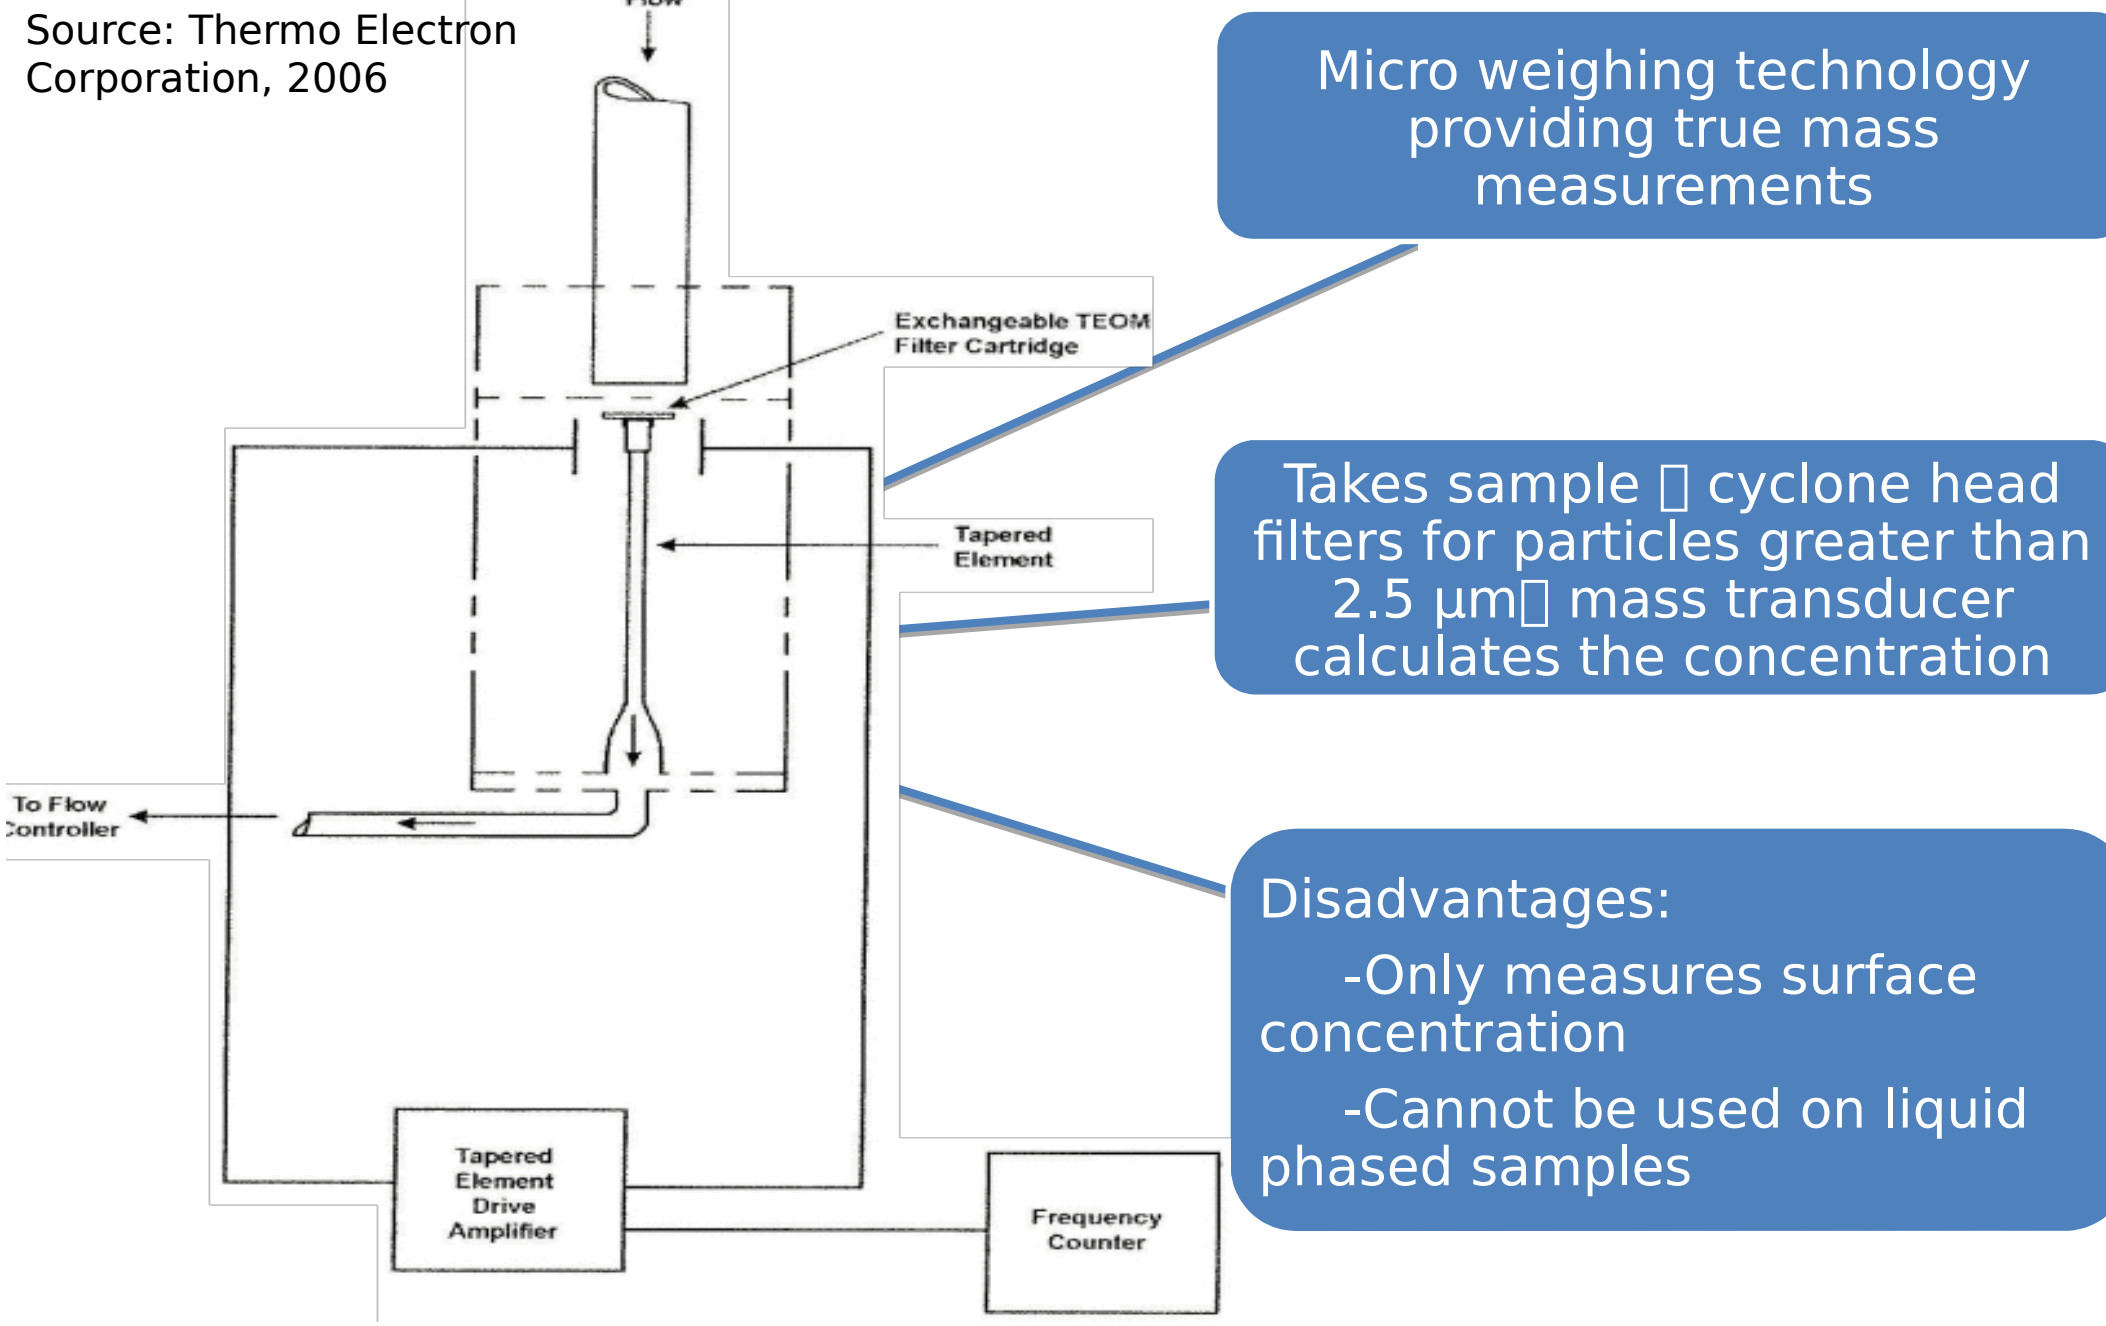 Source: Thermo Electron
Corporation, 2006
Flow
Micro weighing technology
providing true mass
measurements
Exchangeable TEOM
Filter Cartridge
Takes sample  cyclone head
filters for particles greater than
2.5 µm mass transducer
calculates the concentration
Tapered
Element
To Flow
Controller
Disadvantages:
-Only measures surface
concentration
-Cannot be used on liquid
phased samples
Tapered
Element
Drive
Amplifier
Frequency
Counter